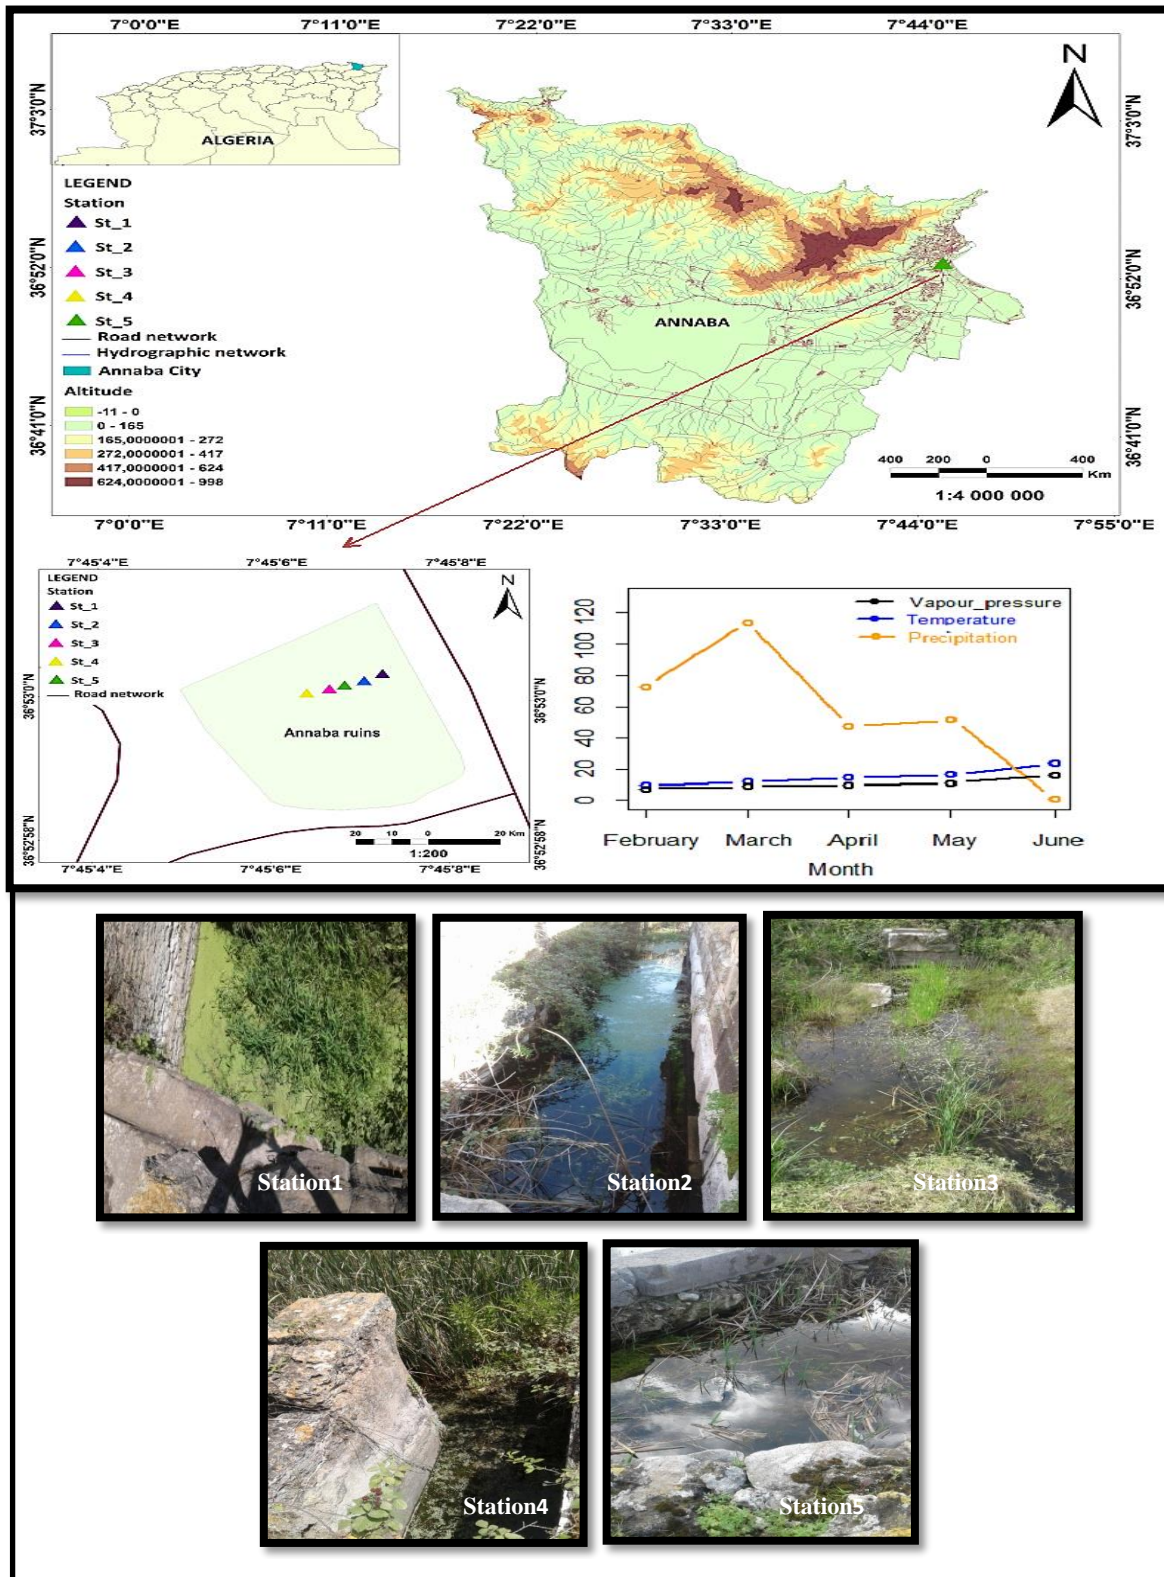 7°0'0"E 7°11'0"E 7°22'0"E 7°33'0"E 7°44'0"E
37°3'0"N
36°52'0"N
36°41'0"N
ALGERIA
LEGEND
Station
St_1
St_2
St_3
St_4
St_5
Road network
Hydrographic network
Annaba City
Altitude
-11 - 0
0 - 165
165,0000001 - 272
272,0000001 - 417
417,0000001 - 624
624,0000001 - 998
ANNABA
N
37°3'0"N
36°52'0"N
36°41'0"N
400 200 0 400
Km
1:4 000 000
7°0'0"E 7°11'0"E 7°22'0"E 7°33'0"E 7°44'0"E 7°55'0"E
7°45'4"E 7°45'6"E 7°45'8"E
LEGEND
Station
St_1
St_2
St_3
St_4
St_5
Road network
N
36°53'0"N
36°52'58"N
Annaba ruins
36°53'0"N
36°52'58"N
20 10 0 20 Km
1:200
7°45'4"E 7°45'6"E 7°45'8"E
Vapour_pressure
Temperature
Precipitation
120
100
80
60
40
20
0
February March April May June
Month
Station1
Station2
Station3
Station4
Station5